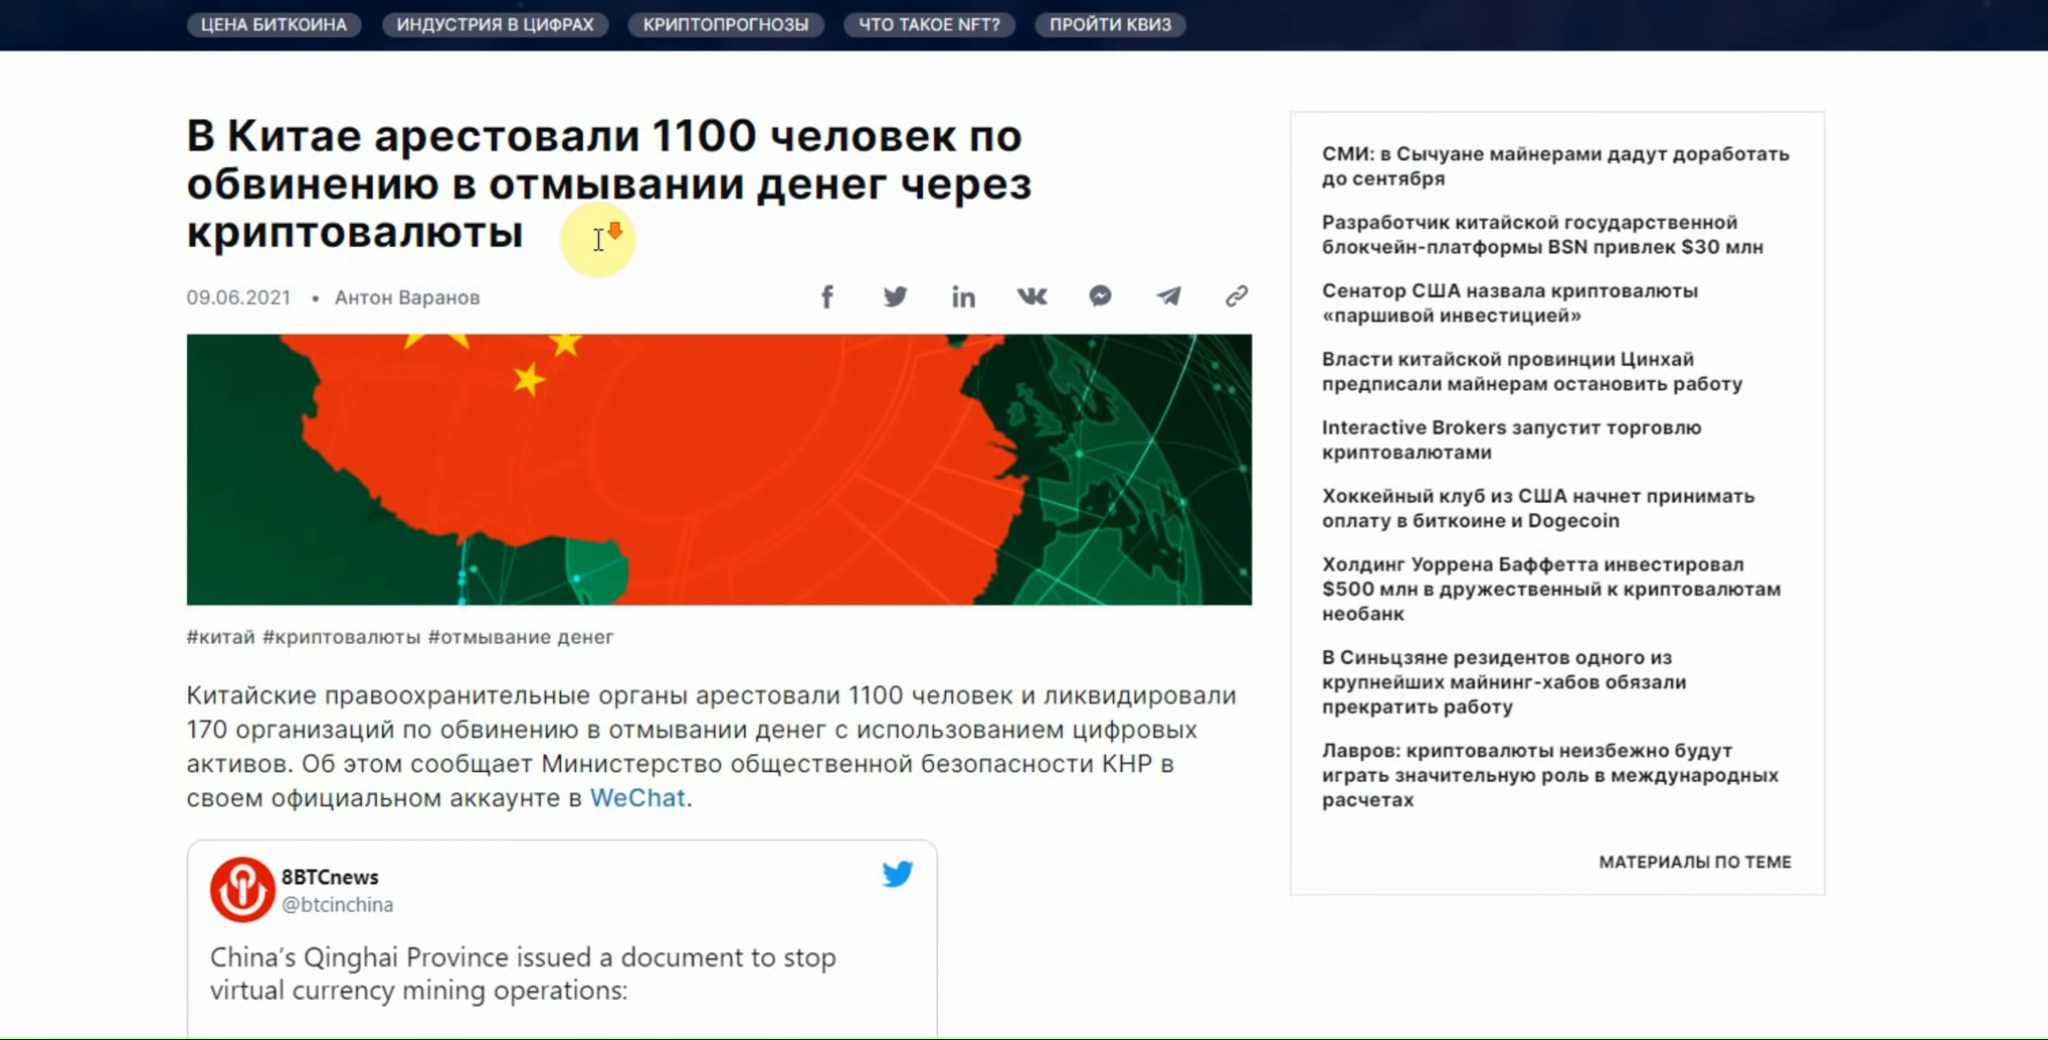 ЦЕНА БИТКОИНА
ИНДУСТРИЯ В ЦИФРАХ
КРИПТОПРОГНОЗЫ
ЧТО ТАКОЕ NFT?
ПРОЙТИ КВИЗ
В Китае арестовали 1100 человек по
обвинению в отмывании денег через
криптовалюты
09.06.2021 • Антон Варанов
#китай #криптовалюты #отмывание денег
Китайские правоохранительные органы арестовали 1100 человек и ликвидировали
170 организаций по обвинению в отмывании денег с использованием цифровых
активов. Об этом сообщает Министерство общественной безопасности КНР в
своем официальном аккаунте в WeChat.
8BTCnews
@btcinchina
China's Qinghai Province issued a document to stop
virtual currency mining operations:
СМИ: в Сычуане майнерами дадут доработать
до сентября
Разработчик китайской государственной
блокчейн-платформы BSN привлек $30 млн
Сенатор США назвала криптовалюты
«паршивой инвестицией»
Власти китайской провинции Цинхай
предписали майнерам остановить работу
Interactive Brokers запустит торговлю
криптовалютами
Хоккейный клуб из США начнет принимать
оплату в биткоине и Dogecoin
Холдинг Уоррена Баффетта инвестировал
$500 млн в дружественный к криптовалютам
необанк
В Синьцзяне резидентов одного из
крупнейших майнинг-хабов обязали
прекратить работу
Лавров: криптовалюты неизбежно будут
играть значительную роль в международных
расчетах
МАТЕРИАЛЫ ПО ТЕМЕ